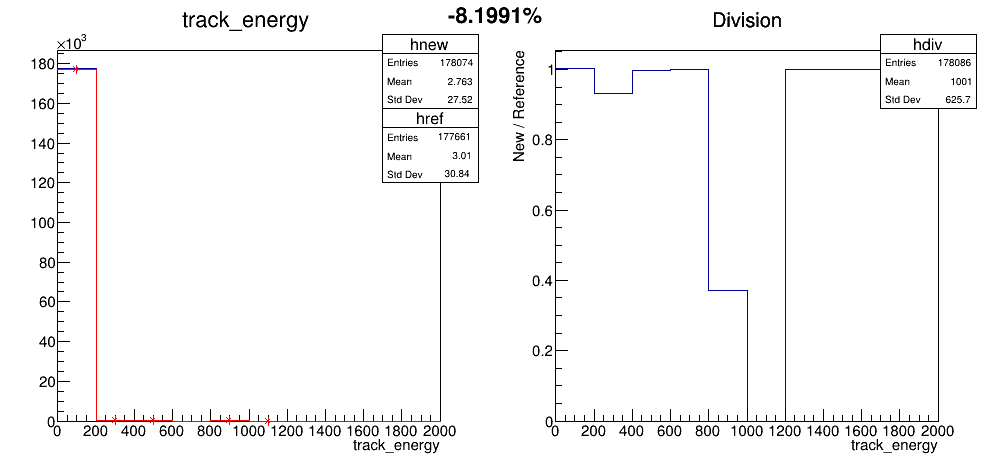 -8.1991%
track_energy
×10³
hnew
Entries 178074
Mean 2.763
Std Dev 27.52
href
Entries 177661
Mean 3.01
Std Dev 30.84
180
160
140
120
100
80
60
40
20
0
0 200 400 600 800 1000 1200 1400 1600 1800 2000
track_energy
Division
hdiv
Entries 178086
Mean 1001
Std Dev 625.7
New / Reference
1
0.8
0.6
0.4
0.2
0
0 200 400 600 800 1000 1200 1400 1600 1800 2000
track_energy